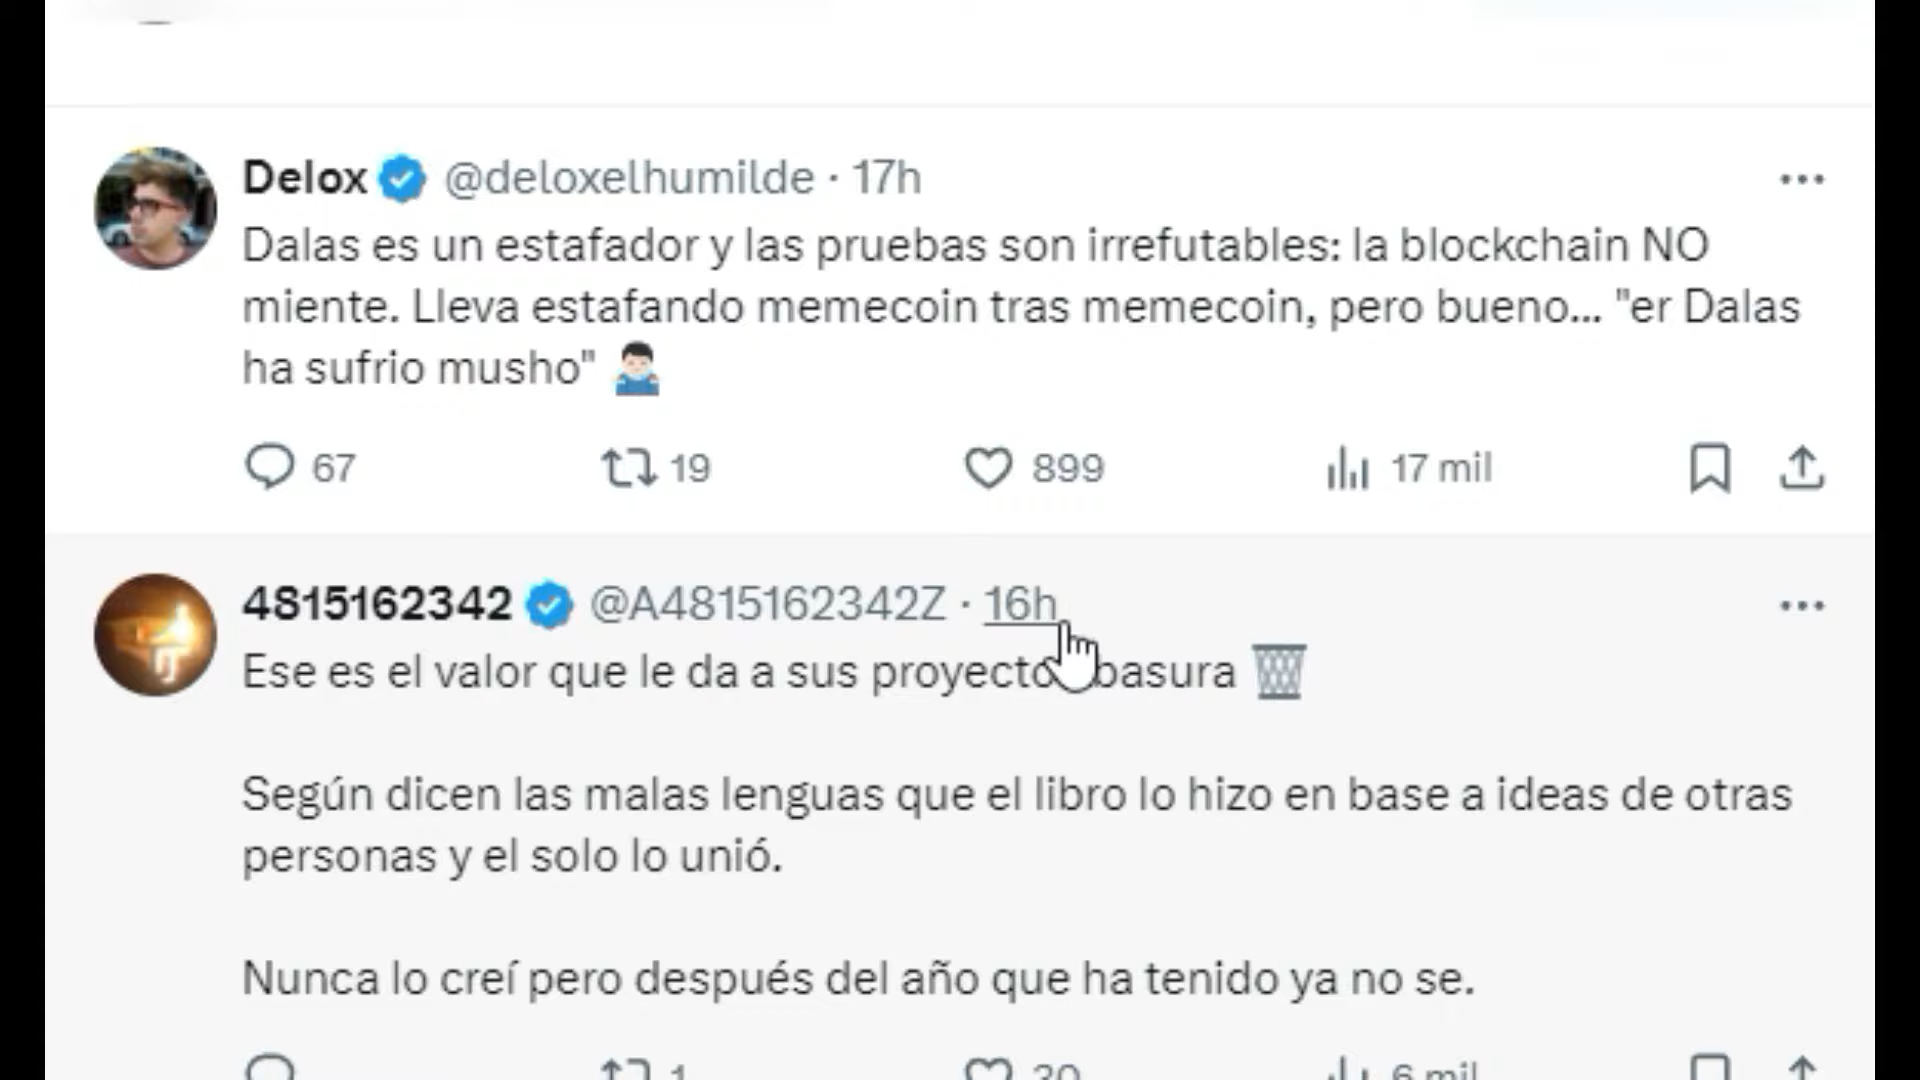 Delox @deloxelhumilde · 17h
Dalas es un estafador y las pruebas son irrefutables: la blockchain NO
miente. Lleva estafando memecoin tras memecoin, pero bueno... "er Dalas
ha sufrio musho"
67 19 899 17 mil
4815162342 @A4815162342Z · 16h
Ese es el valor que le da a sus basura
Según dicen las malas lenguas que el libro lo hizo en base a ideas de otras
personas y el solo lo unió.
Nunca lo creí pero después del año que ha tenido ya no se.
1 30 6 mil